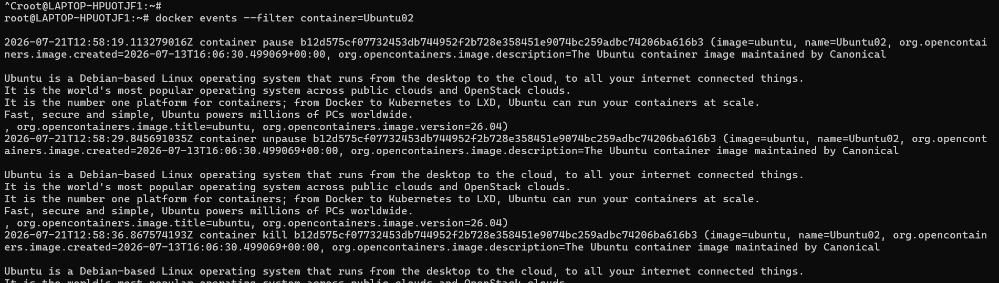 ^Croot@LAPTOP-HPUOTJF1:~#
root@LAPTOP-HPUOTJF1:~# docker events --filter container=Ubuntu02
2026-07-21T12:58:19.113279016Z container pause b12d575cf07732453db744952f2b728e358451e9074bc259adbc74206ba616b3 (image=ubuntu, name=Ubuntu02, org.opencontai
ners.image.created=2026-07-13T16:06:30.499069+00:00, org.opencontainers.image.description=The Ubuntu container image maintained by Canonical
Ubuntu is a Debian-based Linux operating system that runs from the desktop to the cloud, to all your internet connected things.
It is the world's most popular operating system across public clouds and OpenStack clouds.
It is the number one platform for containers; from Docker to Kubernetes to LXD, Ubuntu can run your containers at scale.
Fast, secure and simple, Ubuntu powers millions of PCs worldwide.
, org.opencontainers.image.title=ubuntu, org.opencontainers.image.version=26.04)
2026-07-21T12:58:29.845691035Z container unpause b12d575cf07732453db744952f2b728e358451e9074bc259adbc74206ba616b3 (image=ubuntu, name=Ubuntu02, org.opencont
ainers.image.created=2026-07-13T16:06:30.499069+00:00, org.opencontainers.image.description=The Ubuntu container image maintained by Canonical
Ubuntu is a Debian-based Linux operating system that runs from the desktop to the cloud, to all your internet connected things.
It is the world's most popular operating system across public clouds and OpenStack clouds.
It is the number one platform for containers; from Docker to Kubernetes to LXD, Ubuntu can run your containers at scale.
Fast, secure and simple, Ubuntu powers millions of PCs worldwide.
, org.opencontainers.image.title=ubuntu, org.opencontainers.image.version=26.04)
2026-07-21T12:58:36.867574193Z container kill b12d575cf07732453db744952f2b728e358451e9074bc259adbc74206ba616b3 (image=ubuntu, name=Ubuntu02, org.opencontain
ers.image.created=2026-07-13T16:06:30.499069+00:00, org.opencontainers.image.description=The Ubuntu container image maintained by Canonical
Ubuntu is a Debian-based Linux operating system that runs from the desktop to the cloud, to all your internet connected things.
It is the world's most popular operating system across public clouds and OpenStack clouds